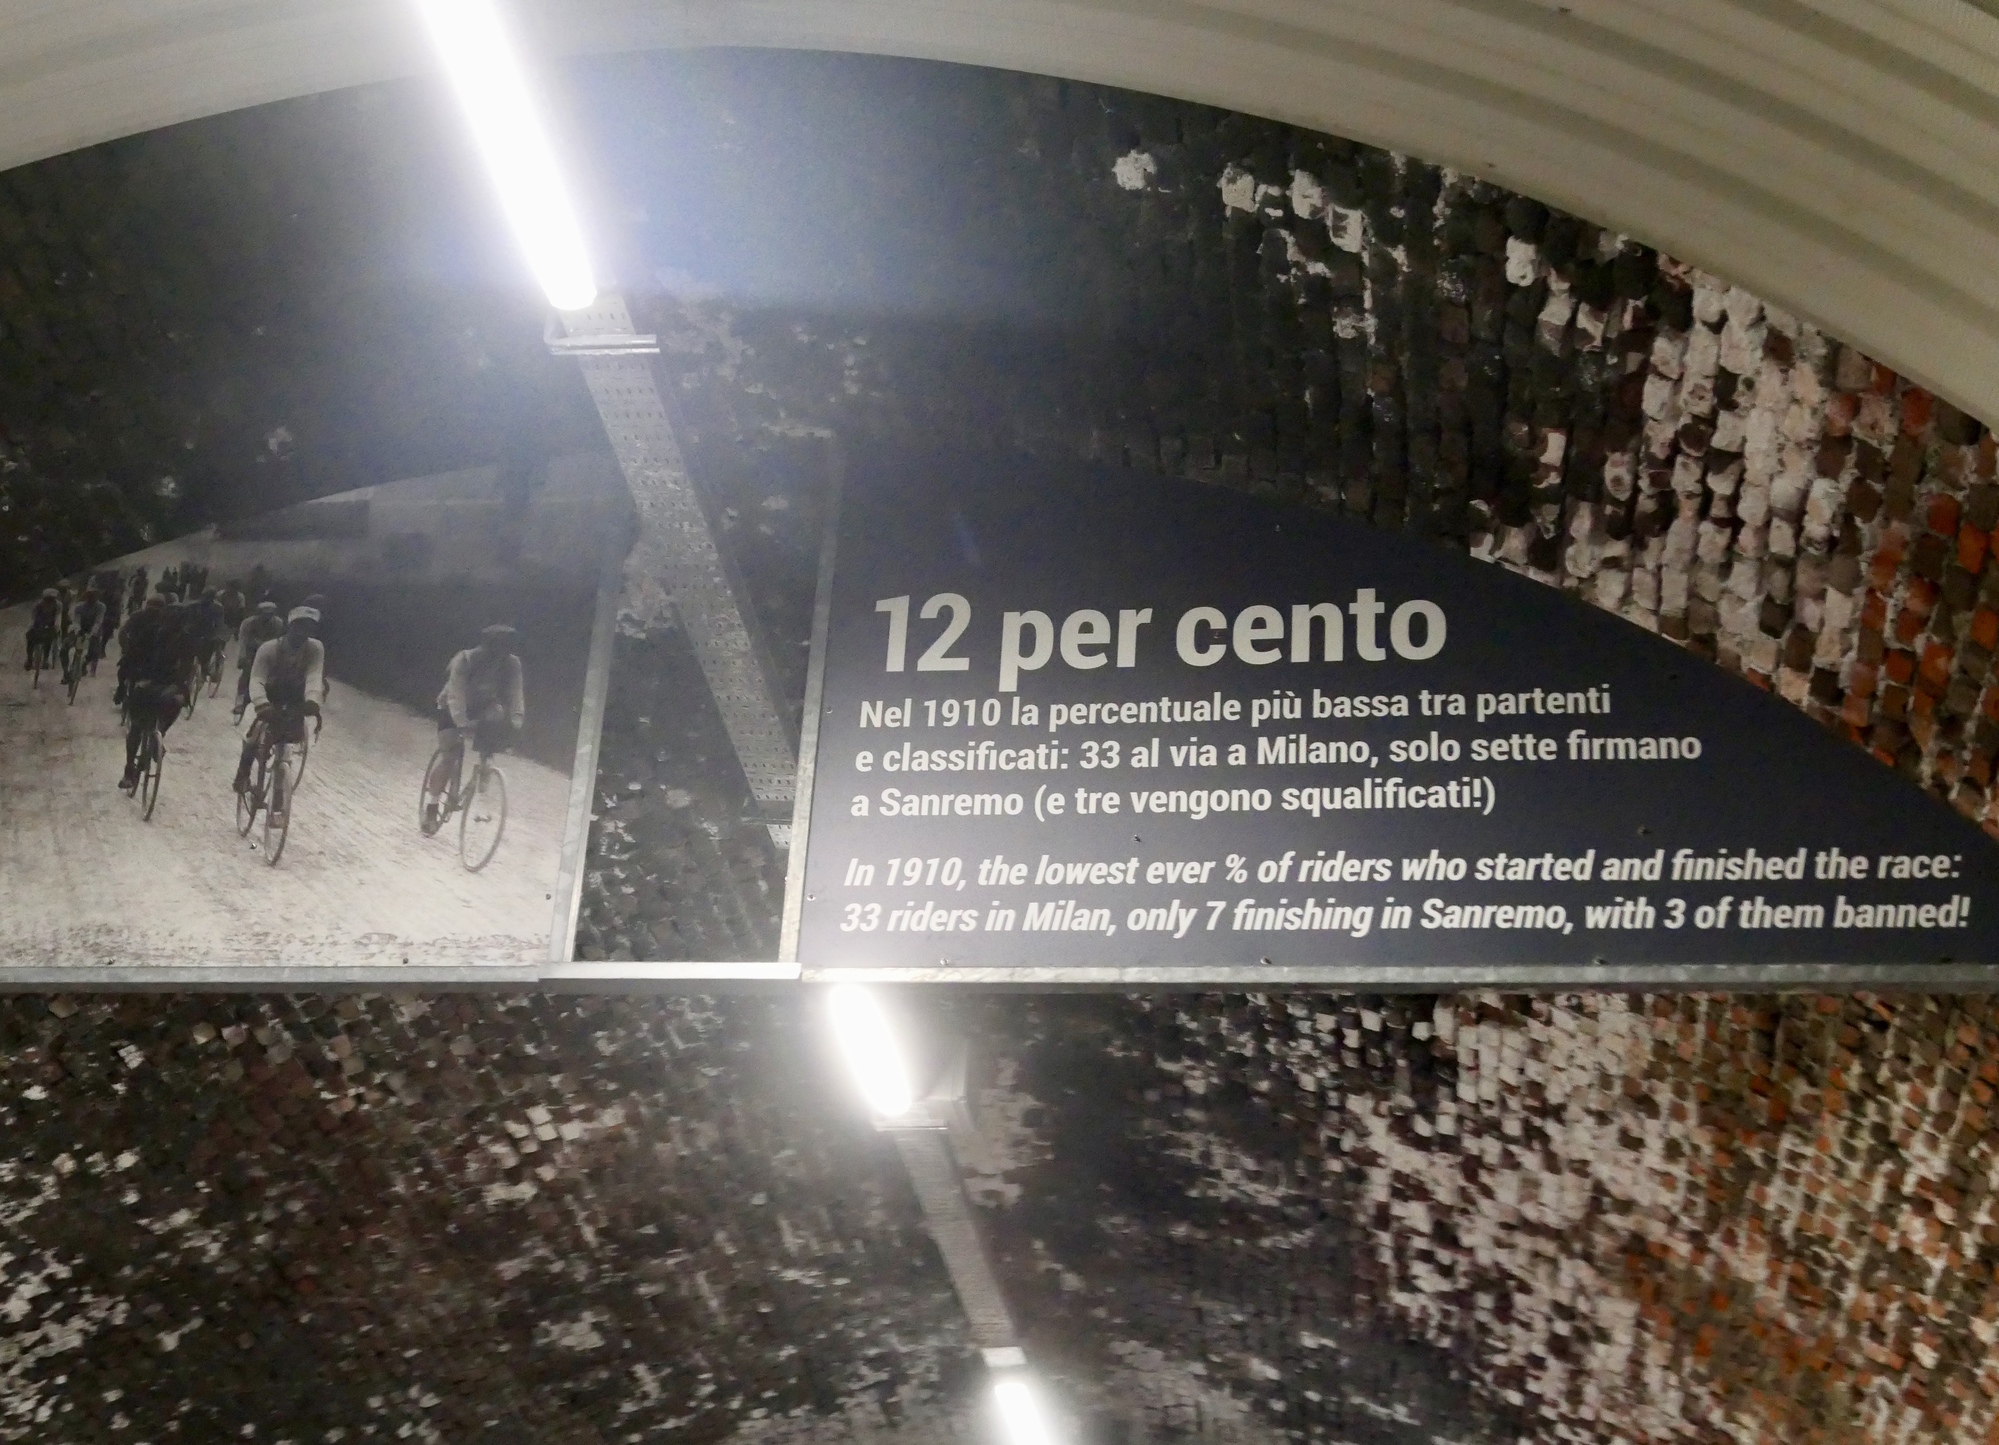 12 per cento
Nel 1910 la percentuale più bassa tra partenti
e classificati: 33 al via a Milano, solo sette firmano
a Sanremo (e tre vengono squalificati!)
In 1910, the lowest ever % of riders who started and finished the race:
33 riders in Milan, only 7 finishing in Sanremo, with 3 of them banned!